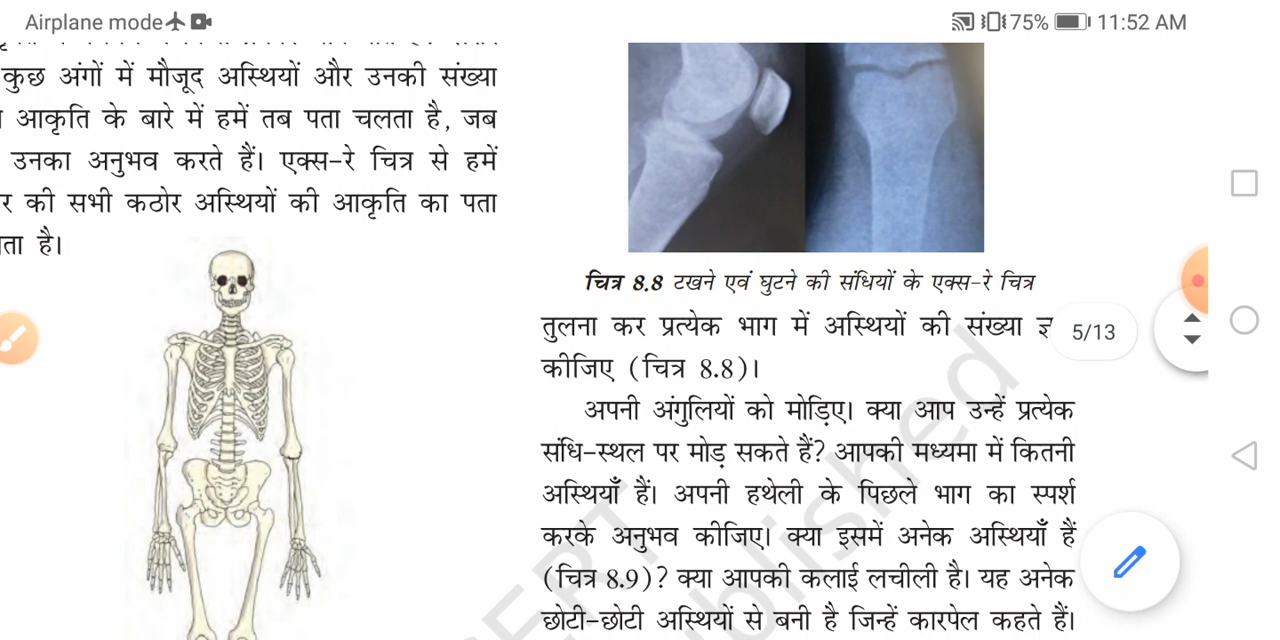 Airplane mode
75% 11:52 AM
कुछ अंगों में मौजूद अस्थियों और उनकी संख्या
आकृति के बारे में हमें तब पता चलता है, जब
उनका अनुभव करते हैं। एक्स-रे चित्र से हमें
र की सभी कठोर अस्थियों की आकृति का पता
ता है।
चित्र 8.8 टखने एवं घुटने की संधियों के एक्स-रे चित्र
तुलना कर प्रत्येक भाग में अस्थियों की संख्या
कीजिए (चित्र 8.8)।
5/13
अपनी अंगुलियों को मोड़िए। क्या आप उन्हें प्रत्येक
संधि-स्थल पर मोड़ सकते हैं? आपकी मध्यमा में कितनी
अस्थियाँ हैं। अपनी हथेली के पिछले भाग का स्पर्श
करके अनुभव कीजिए। क्या इसमें अनेक अस्थियाँ हैं
(चित्र 8.9)? क्या आपकी कलाई लचीली है। यह अनेक
छोटी-छोटी अस्थियों से बनी है जिन्हें कारपेल कहते हैं।